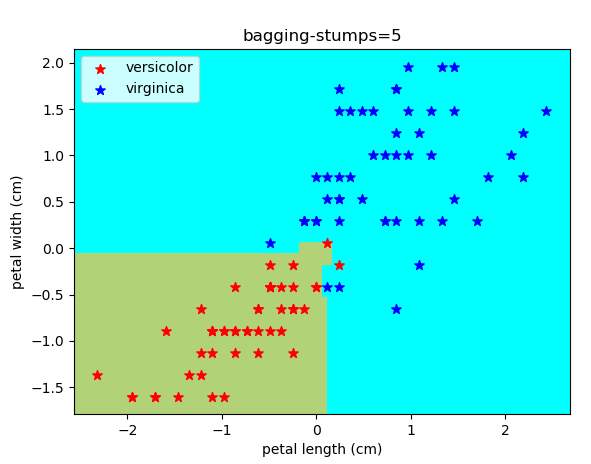 bagging-stumps=5
versicolor
virginica
petal width (cm)
2.0
1.5
1.0
0.5
0.0
−0.5
−1.0
−1.5
−2 −1 0 1 2
petal length (cm)